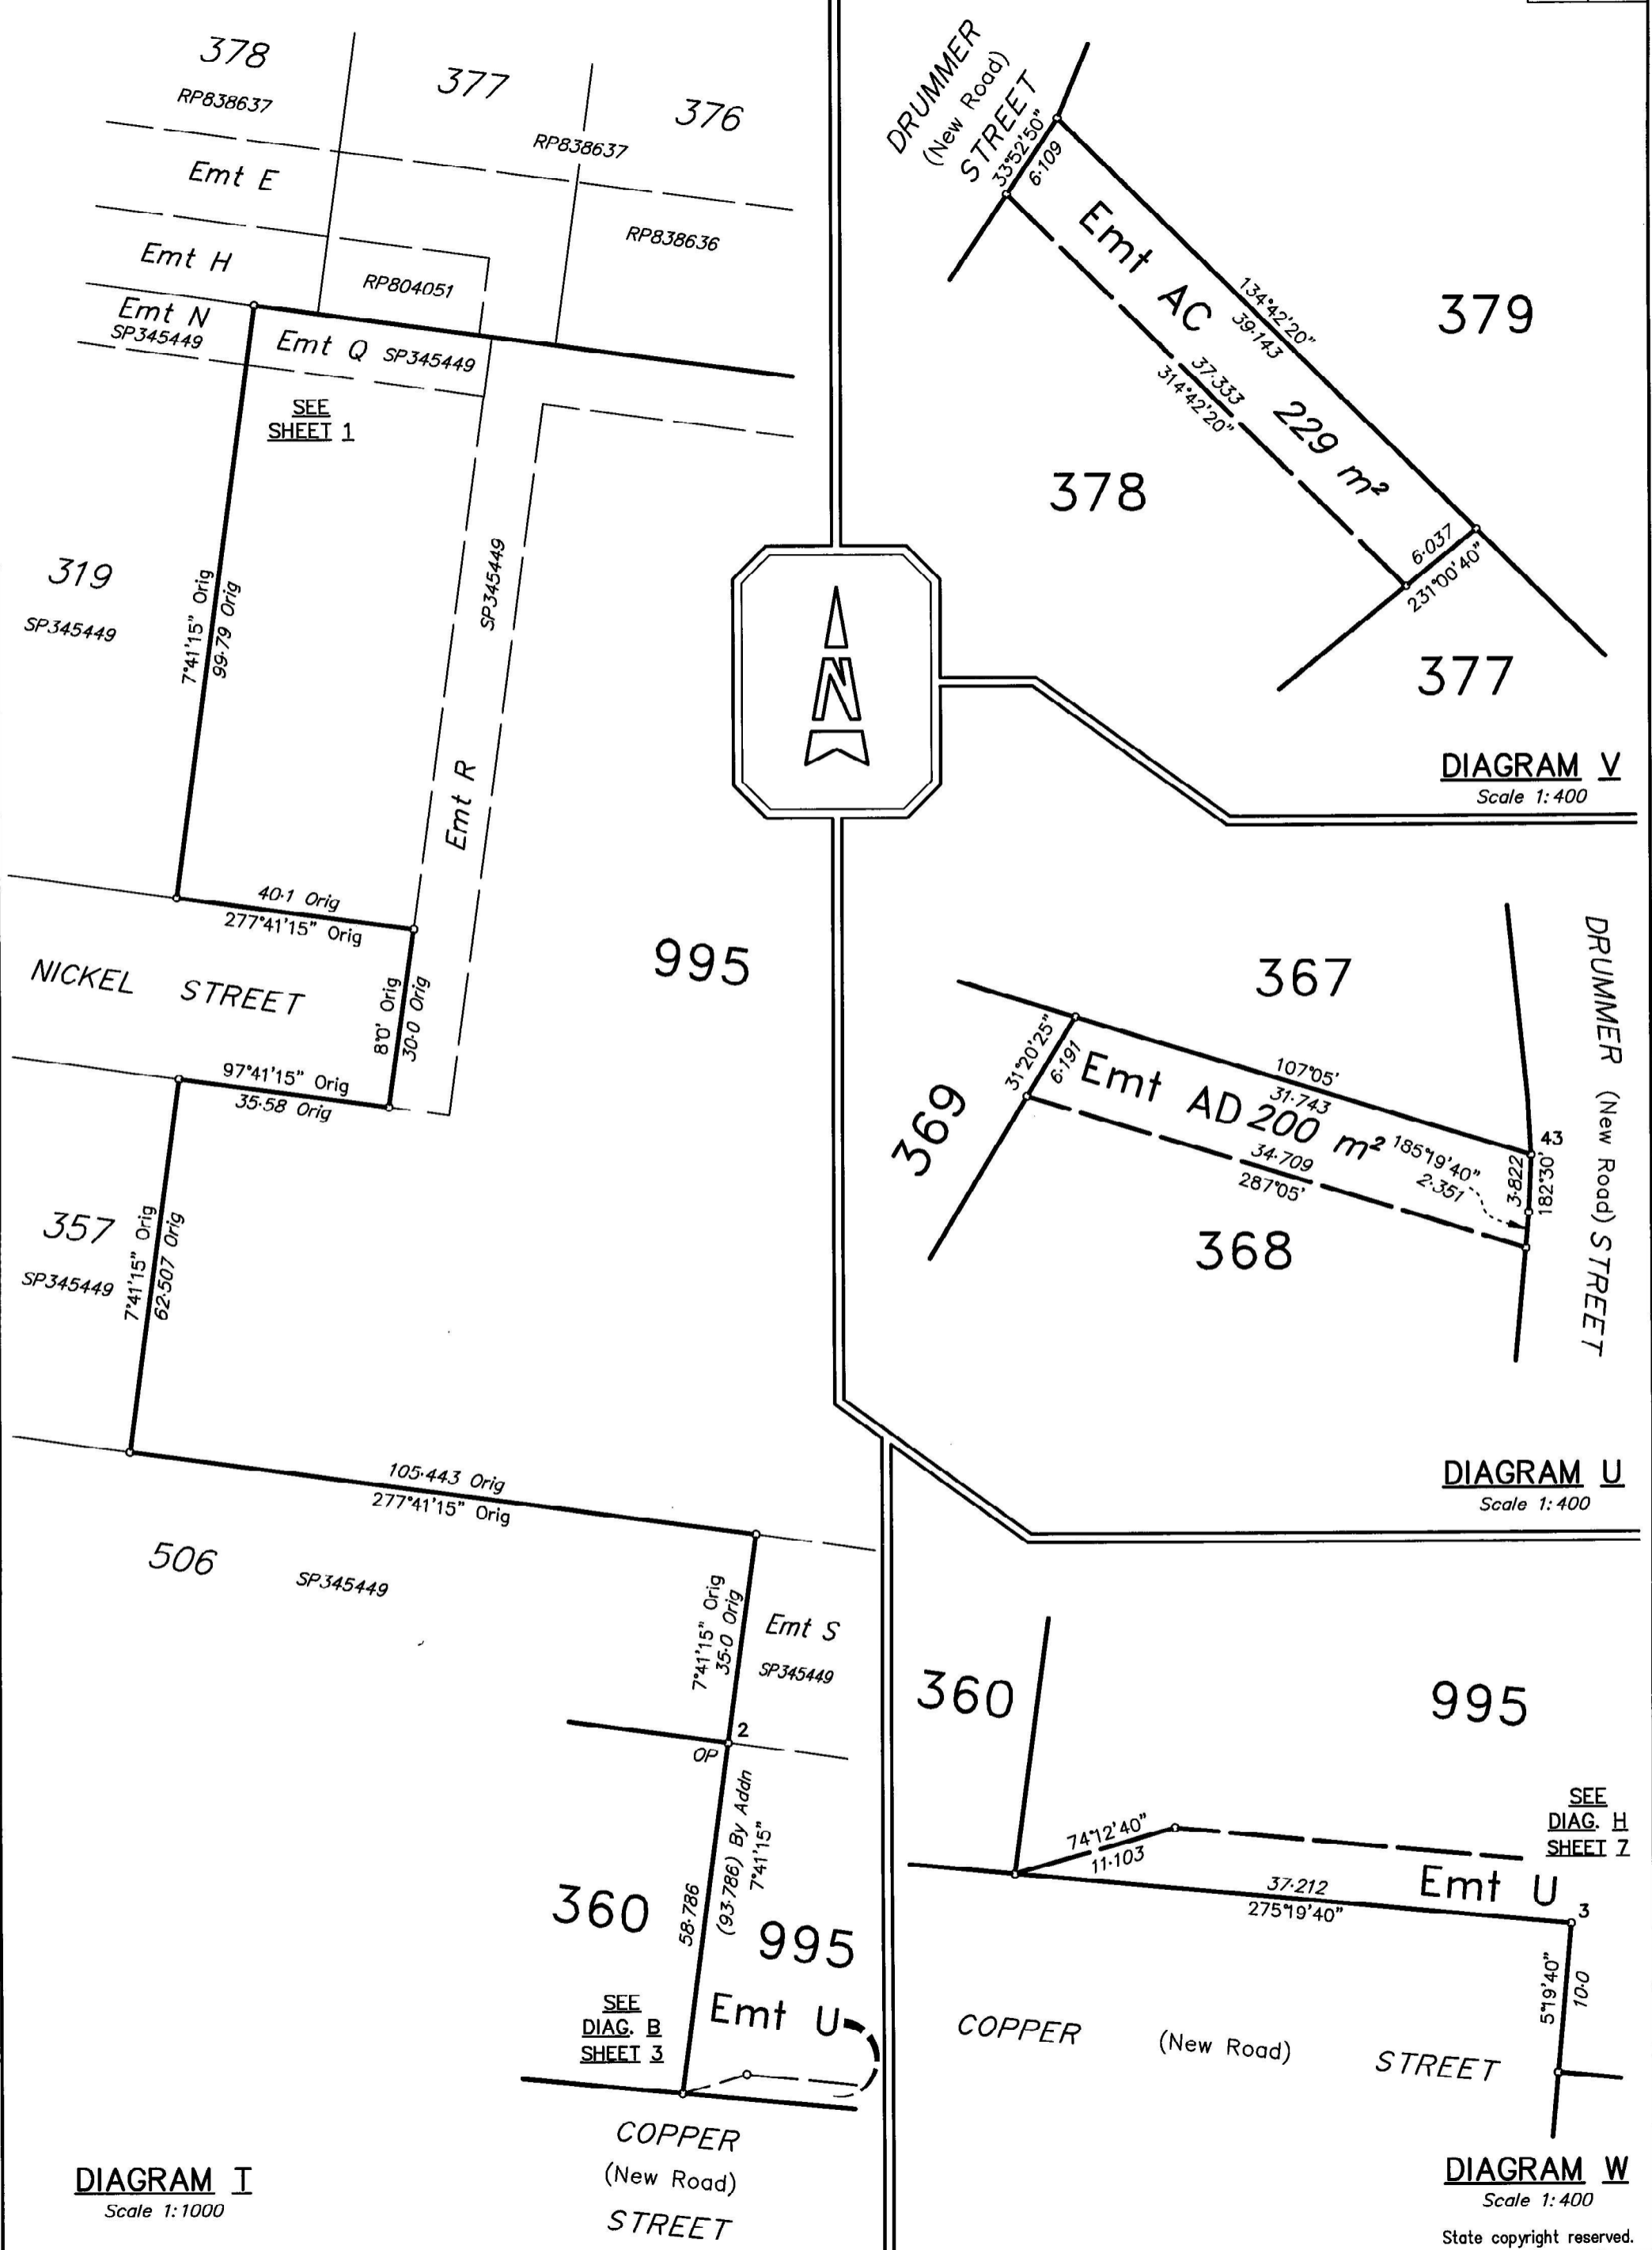 378
RP838637
377
376
RP838637
Emt E
RP838636
Emt H
RP804051
Emt N
SP345449
Emt Q SP345449
SEE
SHEET 1
319
SP345449
7°41'15" Orig
99·79 Orig
SP345449
Emt R
40·1 Orig
277°41'15" Orig
NICKEL STREET
8°0' Orig
30·0 Orig
97°41'15" Orig
35·58 Orig
995
357
SP345449
7°41'15" Orig
62·507 Orig
105·443 Orig
277°41'15" Orig
506 SP345449
7°41'15" Orig
35·0 Orig
Emt S
SP345449
2
OP
(93·786) By Addn
7°41'15"
58·786
360
995
SEE
DIAG. B
SHEET 3
Emt U
COPPER
(New Road)
STREET
DIAGRAM T
Scale 1:1000
N
DRUMMER
(New Road)
STREET
33°52'50"
6·109
Emt AC 229 m²
134°42'20"
39·143
37·333
314°42'20"
379
378
6·037
231°00'40"
377
DIAGRAM V
Scale 1:400
367
DRUMMER (New Road) STREET
31°20'25"
6·191
107°05'
31·743
Emt AD 200 m²
369
34·709
287°05'
185°19'40"
2·351
43
3·822
182°30'
368
DIAGRAM U
Scale 1:400
360
995
SEE
DIAG. H
SHEET 7
74°12'40"
11·103
Emt U
37·212
275°19'40"
3
5°19'40"
10·0
COPPER (New Road) STREET
DIAGRAM W
Scale 1:400
State copyright reserved.